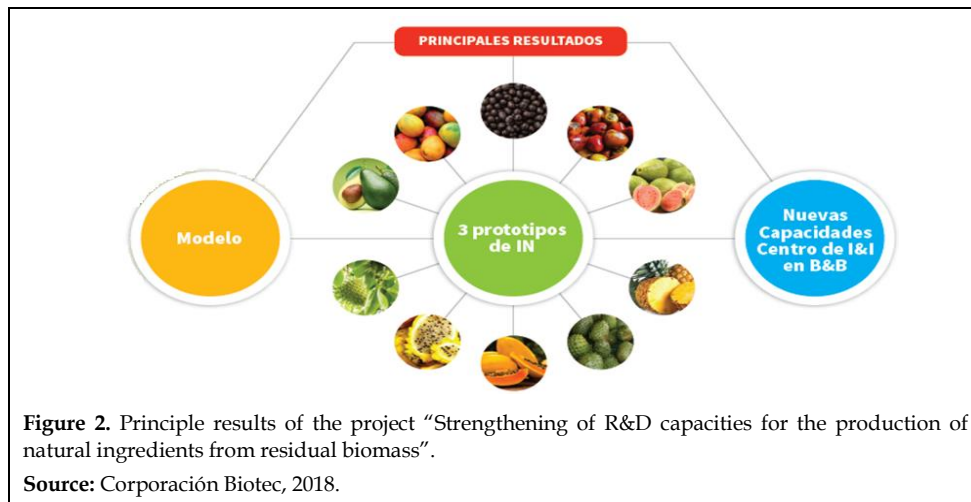 PRINCIPALES RESULTADOS
Modelo
3 prototipos
de IN
Nuevas
Capacidades
Centro de I&I
en B&B
Figure 2. Principle results of the project “Strengthening of R&D capacities for the production of
natural ingredients from residual biomass”.
Source: Corporación Biotec, 2018.